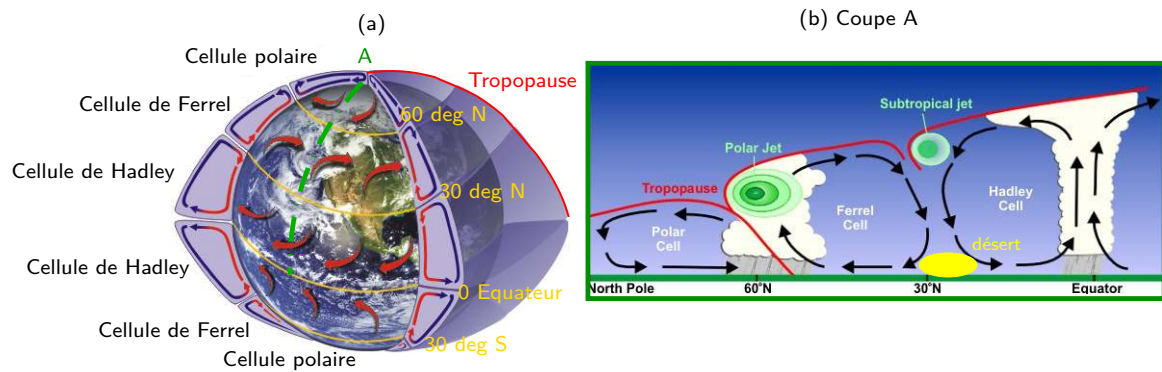 (a)
Cellule polaire
A
Tropopause
Cellule de Ferrel
60 deg N
Cellule de Hadley
30 deg N
Cellule de Hadley
0 Equateur
Cellule de Ferrel
30 deg S
Cellule polaire
(b) Coupe A
Subtropical jet
Polar Jet
Tropopause
Hadley
Cell
Ferrel
Cell
Polar
Cell
désert
North Pole
60°N
30°N
Equator